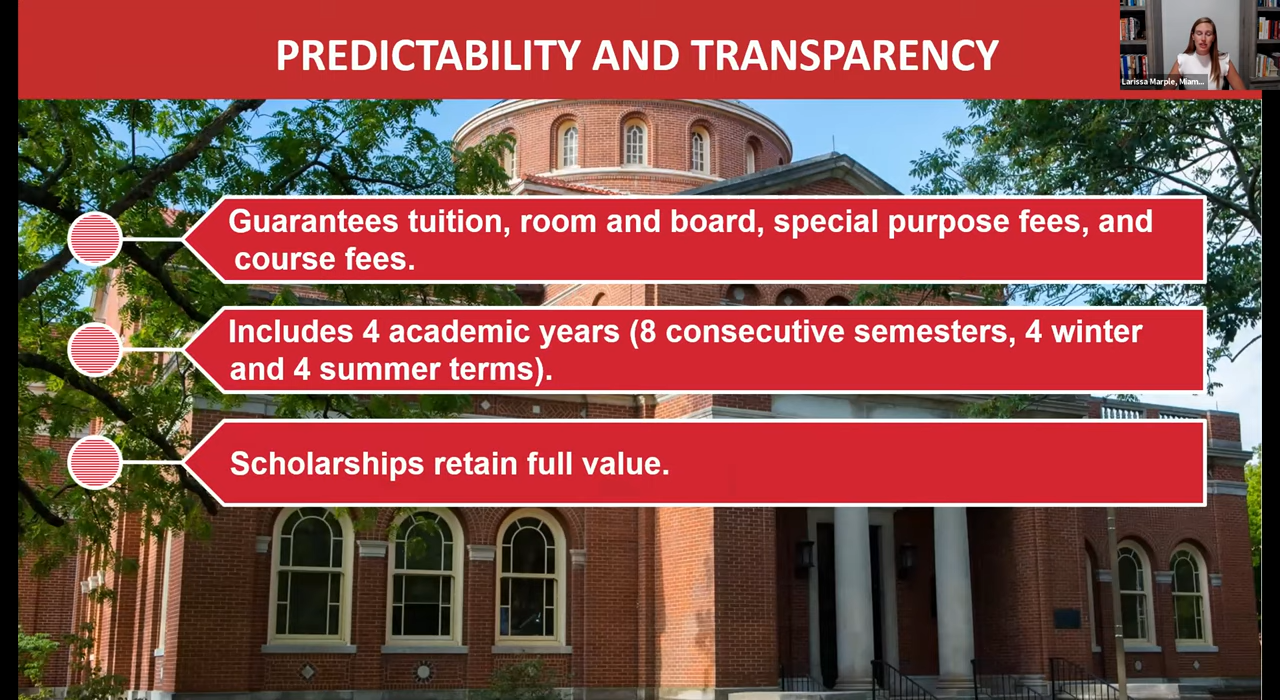 PREDICTABILITY AND TRANSPARENCY
Larissa Marple, Miam...
Guarantees tuition, room and board, special purpose fees, and
course fees.
Includes 4 academic years (8 consecutive semesters, 4 winter
and 4 summer terms).
Scholarships retain full value.